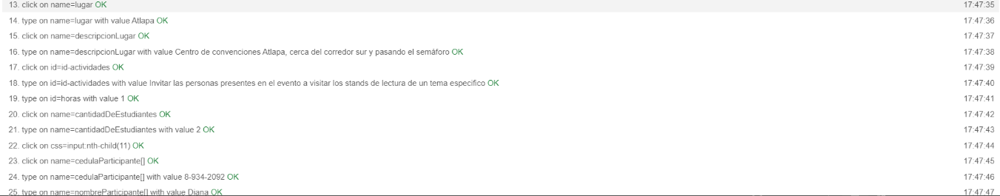 13. click on name=lugar OK 17:47:35
14. type on name=lugar with value Atlapa OK 17:47:36
15. click on name=descripcionLugar OK 17:47:37
16. type on name=descripcionLugar with value Centro de convenciones Atlapa, cerca del corredor sur y pasando el semáforo OK 17:47:38
17. click on id=id-actividades OK 17:47:39
18. type on id=id-actividades with value Invitar las personas presentes en el evento a visitar los stands de lectura de un tema especifico OK 17:47:40
19. type on id=horas with value 1 OK 17:47:41
20. click on name=cantidadDeEstudiantes OK 17:47:42
21. type on name=cantidadDeEstudiantes with value 2 OK 17:47:43
22. click on css=input:nth-child(11) OK 17:47:44
23. click on name=cedulaParticipante[] OK 17:47:45
24. type on name=cedulaParticipante[] with value 8-934-2092 OK 17:47:46
25. type on name=nombreParticipante[] with value Diana OK 17:47:47